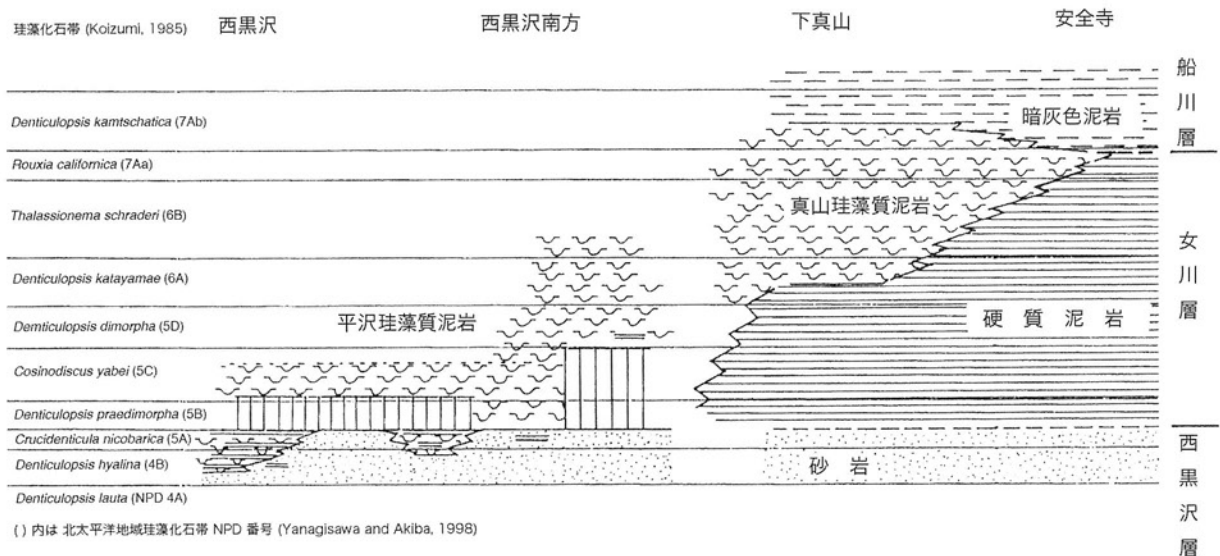 珪藻化石帯 (Koizumi, 1985)
西黒沢
西黒沢南方
下真山
安全寺
Denticulopsis kamtschatica (7Ab)
Rouxia californica (7Aa)
Thalassionema schraderi (6B)
Denticulopsis katayamae (6A)
Demticulopsis dimorpha (5D)
Cosinodiscus yabei (5C)
Denticulopsis praedimorpha (5B)
Crucidenticula nicobarica (5A)
Denticulopsis hyalina (4B)
Denticulopsis lauta (NPD 4A)
暗灰色泥岩
真山珪藻質泥岩
平沢珪藻質泥岩
硬質泥岩
砂岩
船川層
女川層
西黒沢層
( ) 内は 北太平洋地域珪藻化石帯 NPD 番号 (Yanagisawa and Akiba, 1998)